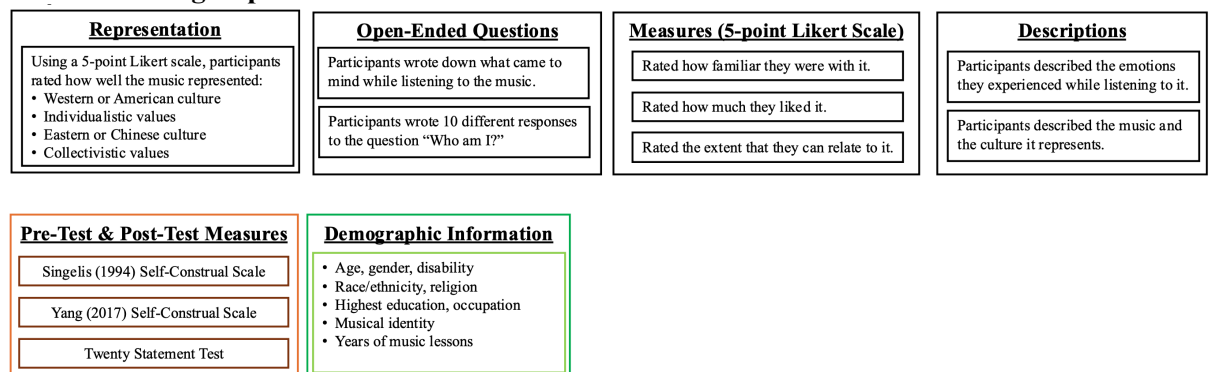 Representation
Using a 5-point Likert scale, participants
rated how well the music represented:
• Western or American culture
• Individualistic values
• Eastern or Chinese culture
• Collectivistic values
Open-Ended Questions
Participants wrote down what came to
mind while listening to the music.
Participants wrote 10 different responses
to the question “Who am I?”
Measures (5-point Likert Scale)
Rated how familiar they were with it.
Rated how much they liked it.
Rated the extent that they can relate to it.
Descriptions
Participants described the emotions
they experienced while listening to it.
Participants described the music and
the culture it represents.
Pre-Test & Post-Test Measures
Singelis (1994) Self-Construal Scale
Yang (2017) Self-Construal Scale
Twenty Statement Test
Demographic Information
• Age, gender, disability
• Race/ethnicity, religion
• Highest education, occupation
• Musical identity
• Years of music lessons